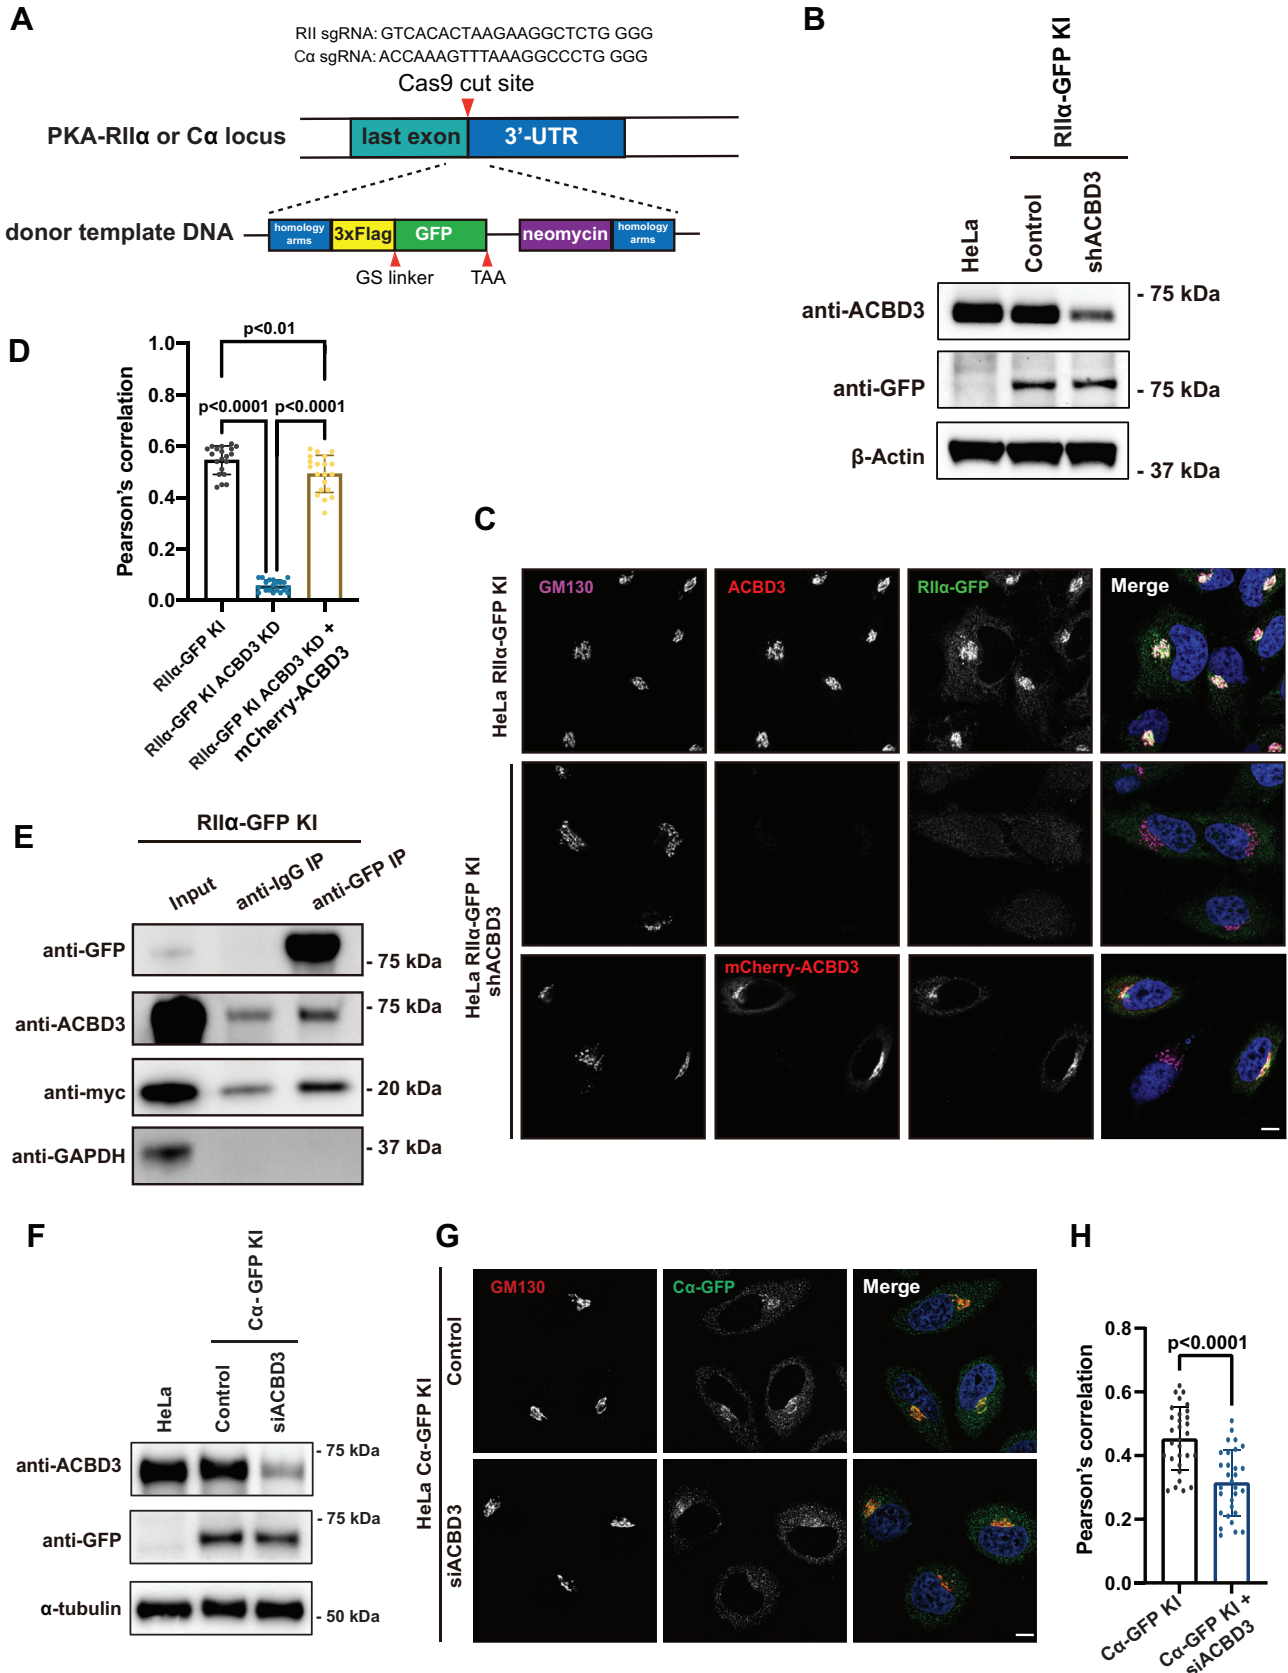 A
RII sgRNA: GTCACACTAAGAAGGCTCTG GGG
Cα sgRNA: ACCAAAGTTTAAAGGCCCTG GGG
Cas9 cut site
PKA-RIIα or Cα locus
last exon
3'-UTR
donor template DNA
homology
arms
3xFlag
GFP
neomycin
homology
arms
GS linker
TAA
B
RIIα-GFP KI
HeLa
Control
shACBD3
anti-ACBD3
- 75 kDa
anti-GFP
- 75 kDa
β-Actin
- 37 kDa
D
p<0.01
p<0.0001
p<0.0001
Pearson's correlation
1.0
0.8
0.6
0.4
0.2
0.0
RIIα-GFP KI
RIIα-GFP KI ACBD3 KD
RIIα-GFP KI ACBD3 KD +
mCherry-ACBD3
C
HeLa RIIα-GFP KI
GM130
ACBD3
RIIα-GFP
Merge
HeLa RIIα-GFP KI
shACBD3
mCherry-ACBD3
E
RIIα-GFP KI
Input
anti-IgG IP
anti-GFP IP
anti-GFP
- 75 kDa
anti-ACBD3
- 75 kDa
anti-myc
- 20 kDa
anti-GAPDH
- 37 kDa
F
Cα-GFP KI
HeLa
Control
siACBD3
anti-ACBD3
- 75 kDa
anti-GFP
- 75 kDa
α-tubulin
- 50 kDa
G
HeLa Cα-GFP KI
Control
siACBD3
GM130
Cα-GFP
Merge
H
Pearson's correlation
0.8
0.6
0.4
0.2
0.0
p<0.0001
Cα-GFP KI
Cα-GFP KI +
siACBD3